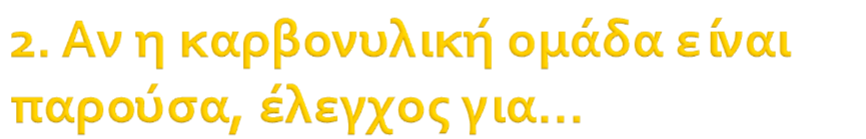 2. Αν η καρβονυλική ομάδα είναι
παρούσα, έλεγχος για...